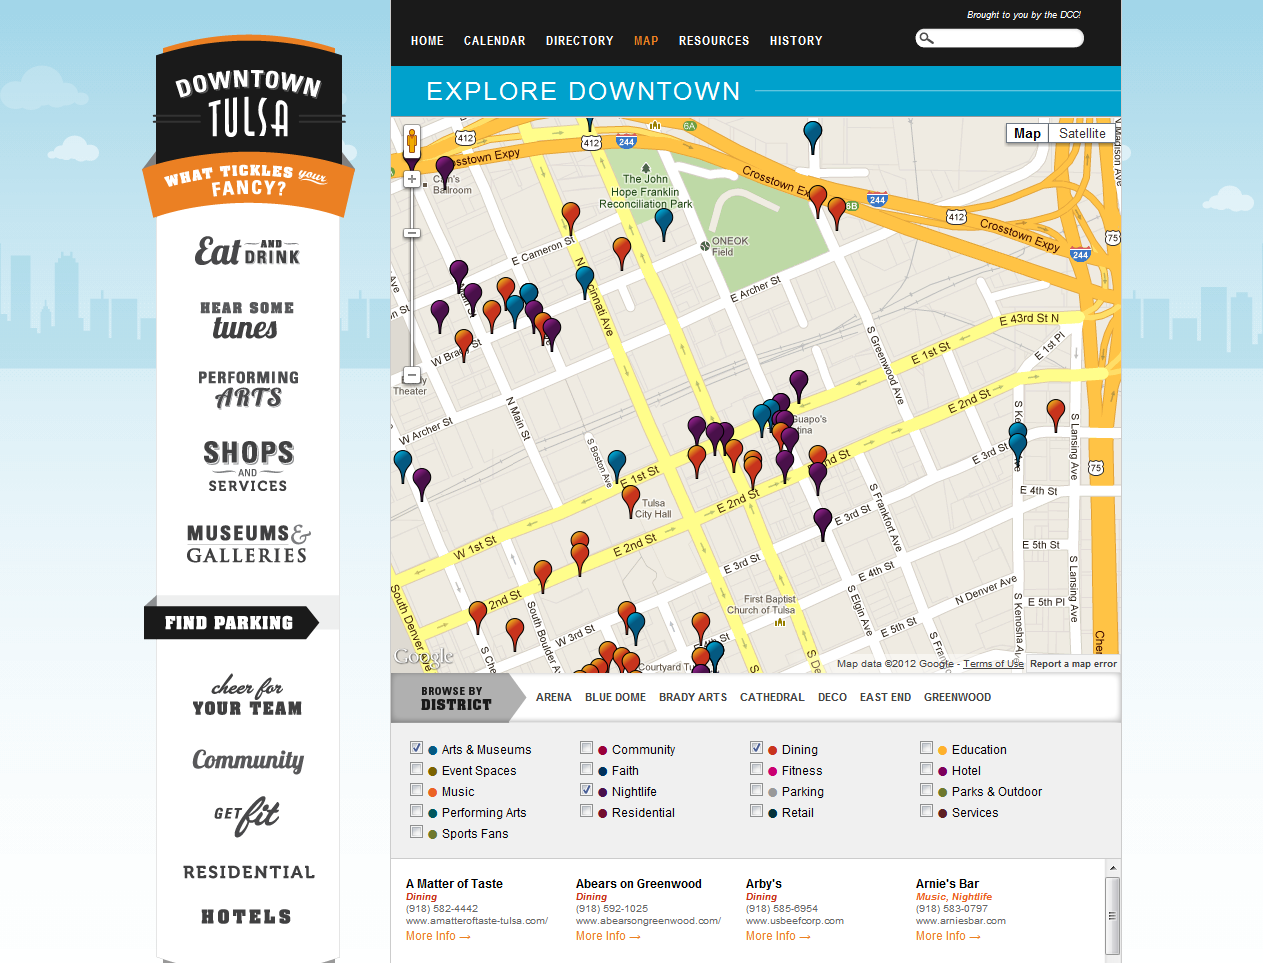 Brought to you by the DCC!
HOME CALENDAR DIRECTORY MAP RESOURCES HISTORY
EXPLORE DOWNTOWN
DOWNTOWN
TULSA
WHAT TICKLES your
FANCY?
Eat AND DRINK
HEAR SOME
tunes
PERFORMING
ARTS
SHOPS
AND
SERVICES
MUSEUMS &
GALLERIES
FIND PARKING
cheer for
YOUR TEAM
Community
GET fit
RESIDENTIAL
HOTELS
Map Satellite
412
412
244
6A
Crosstown Expy
Cain's
Ballroom
The John
Hope Franklin
Reconciliation Park
244
412
Crosstown Expy
75
244
N Madison Ave
ONEOK
Field
E Cameron St
E Archer St
E 43rd St N
E 1st Pl
S Greenwood Ave
E 1st St
E 2nd St
Theater
W Archer St
N Main St
S Boston Ave
E 1st St
E 2nd St
Tulsa
City Hall
E 3rd St
E 3rd St
75
E 4th St
S Lansing Ave
S Frankfort Ave
W 1st St
E 2nd St
E 3rd St
E 4th St
E 5th St
S Lansing Ave
N Denver Ave
E 5th Pl
E 5th St
S Elgin Ave
S Kenosha Ave
First Baptist
Church of Tulsa
2nd St
W 3rd St
South Denver Ave
Google
Map data ©2012 Google - Terms of Use Report a map error
BROWSE BY
DISTRICT
ARENA BLUE DOME BRADY ARTS CATHEDRAL DECO EAST END GREENWOOD
Arts & Museums Community Dining Education
Event Spaces Faith Fitness Hotel
Music Nightlife Parking Parks & Outdoor
Performing Arts Residential Retail Services
Sports Fans
A Matter of Taste
Dining
(918) 582-4442
www.amatteroftaste-tulsa.com/
More Info →
Abears on Greenwood
Dining
(918) 592-1025
www.abearsongreenwood.com/
More Info →
Arby's
Dining
(918) 585-6954
www.usbeefcorp.com
More Info →
Arnie's Bar
Music, Nightlife
(918) 583-0797
www.arniesbar.com
More Info →